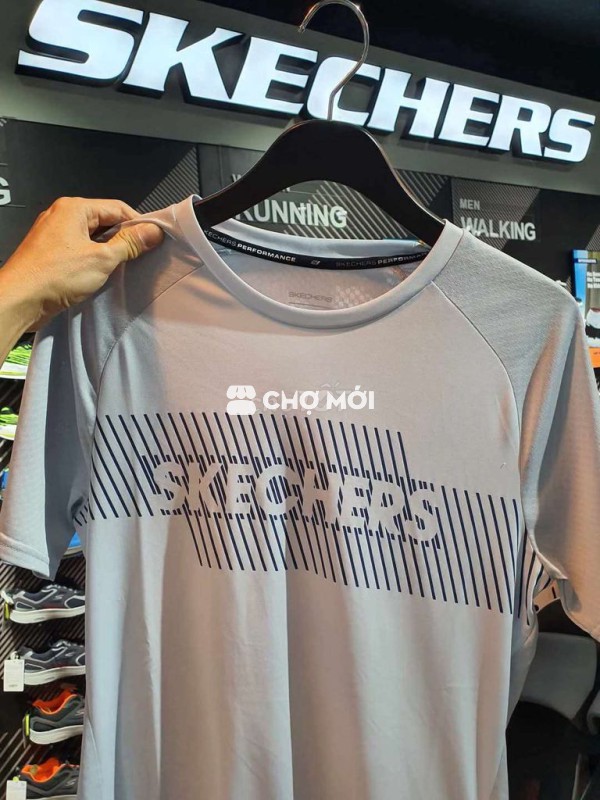 SKECHERS
RUNNING
MEN
WALKING
SKECHERS PERFORMANCE
SKECHERS PERFORMANCE
SKECHERS
CHỢ MỚI
SKECHERS